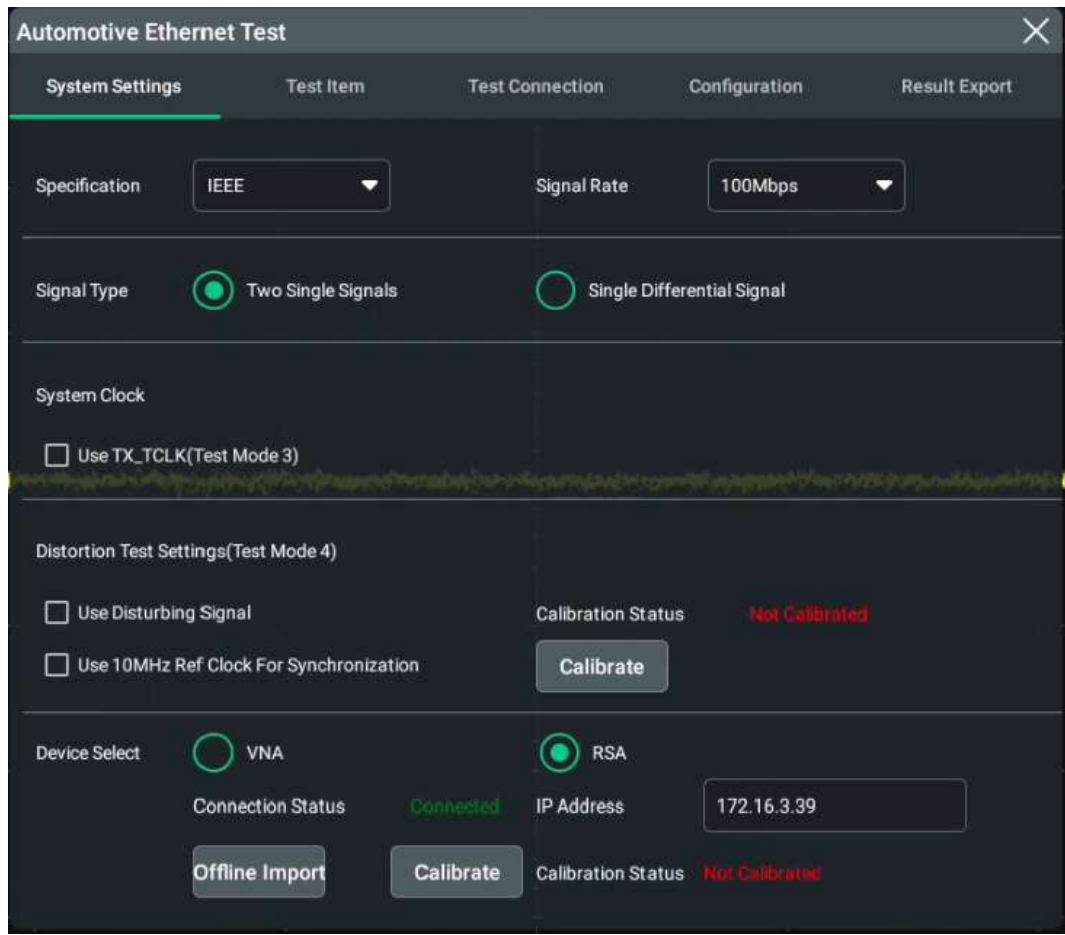 Automotive Ethernet Test
System Settings Test Item Test Connection Configuration Result Export
Specification IEEE Signal Rate 100Mbps
Signal Type Two Single Signals Single Differential Signal
System Clock
Use TX_TCLK(Test Mode 3)
Distortion Test Settings(Test Mode 4)
Use Disturbing Signal Calibration Status Not Calibrated
Use 10MHz Ref Clock For Synchronization Calibrate
Device Select VNA RSA
Connection Status Connected IP Address 172.16.3.39
Offline Import Calibrate Calibration Status Not Calibrated